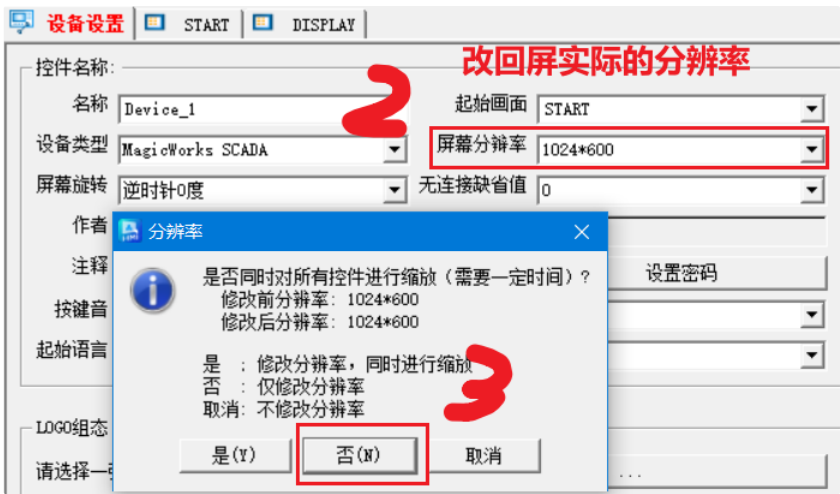 设备设置 START DISPLAY
改回屏实际的分辨率
控件名称:
名称 Device_1 起始画面 START
2
设备类型 MagicWorks SCADA 屏幕分辩率 1024*600
屏幕旋转 逆时针0度 无连接缺省值 0
作者
注释 设置密码
按键音
起始语言
分辨率
是否同时对所有控件进行缩放(需要一定时间)?
修改前分辨率: 1024*600
修改后分辨率: 1024*600
是 : 修改分辨率,同时进行缩放
否 : 仅修改分辨率
取消: 不修改分辨率
3
是(Y) 否(N) 取消
LOGO组态
请选择一 ...